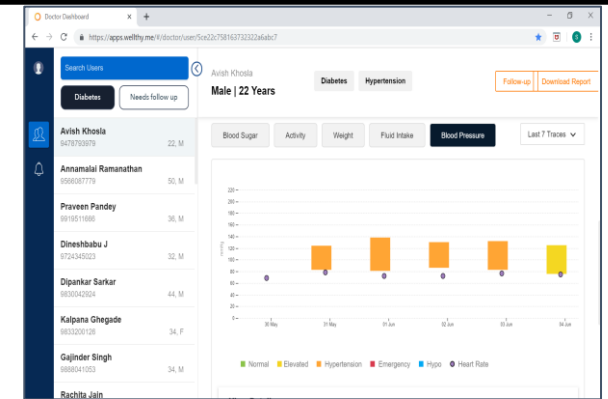 Doctor Dashboard
https://apps.wellthy.me/#/doctor/user/5ce22c758163732322a6abc7
Search Users
Diabetes Needs follow up
Avish Khosla
9478793979 22, M
Annamalai Ramanathan
9566067779 50, M
Praveen Pandey
9919511686 36, M
Dineshbabu J
9724345023 32, M
Dipankar Sarkar
9830042924 44, M
Kalpana Ghegade
9833200126 34, F
Gajinder Singh
9888041053 34, M
Rachita Jain
Avish Khosla
Male | 22 Years
Diabetes Hypertension
Follow-up Download Report
Blood Sugar Activity Weight Fluid Intake Blood Pressure Last 7 Traces
220
200
180
160
140
120
100
80
60
40
20
0
30 May 31 May 01 Jun 02 Jun 03 Jun 04 Jun
Normal Elevated Hypertension Emergency Hypo Heart Rate